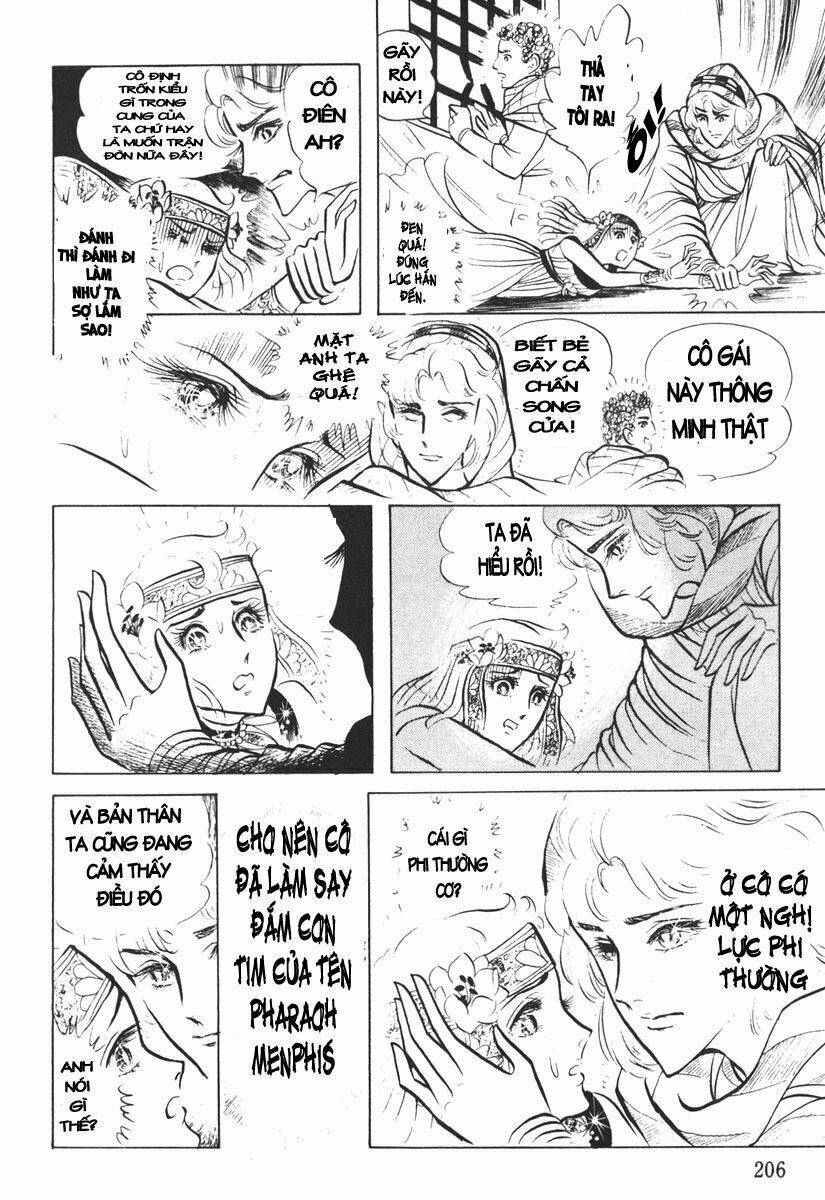 GÃY
RỒI
NÀY!
THẢ
TAY
TÔI RA!
ỐI!
ĐEN
QUÁ!
ĐÚNG
LÚC HẮN
ĐẾN.
CÔ
ĐIÊN
AH?
CÔ ĐỊNH
TRỐN KIỂU
GÌ TRONG
CUNG CỦA
TA CHỨ HAY
LÀ MUỐN TRẬN
ĐÒN NỮA ĐÂY!
ĐÁNH
THÌ ĐÁNH ĐI
LÀM
NHƯ TA
SỢ LẮM
SAO!
CÔ GÁI
NÀY THÔNG
MINH THẬT
BIẾT BẺ
GÃY CẢ
CHẤN
SONG
CỬA!
MẶT
ANH TA
GHÊ
QUÁ!
TA ĐÃ
HIỂU RỒI!
Ở CÔ CÓ
MỘT NGHỊ
LỰC PHI
THƯỜNG
CÁI GÌ
PHI THƯỜNG
CƠ?
CHO NÊN CÔ
ĐÃ LÀM SAY
ĐẮM CON
TIM CỦA TÊN
PHARAOH
MENPHIS
VÀ BẢN THÂN
TA CŨNG ĐANG
CẢM THẤY
ĐIỀU ĐÓ
ANH
NÓI
GÌ
THẾ?
206